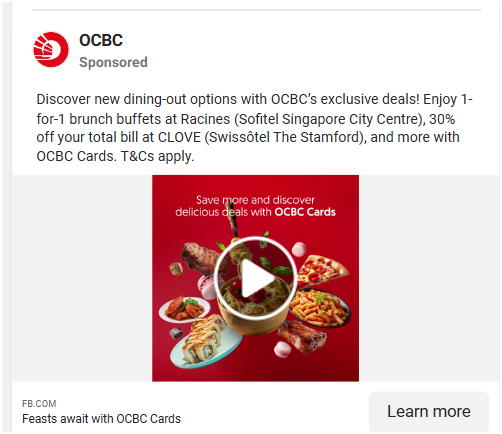 OCBC
Sponsored
Discover new dining-out options with OCBC's exclusive deals! Enjoy 1-
for-1 brunch buffets at Racines (Sofitel Singapore City Centre), 30%
off your total bill at CLOVE (Swissôtel The Stamford), and more with
OCBC Cards. T&Cs apply.
Save more and discover
delicious deals with OCBC Cards
FB.COM
Feasts await with OCBC Cards
Learn more